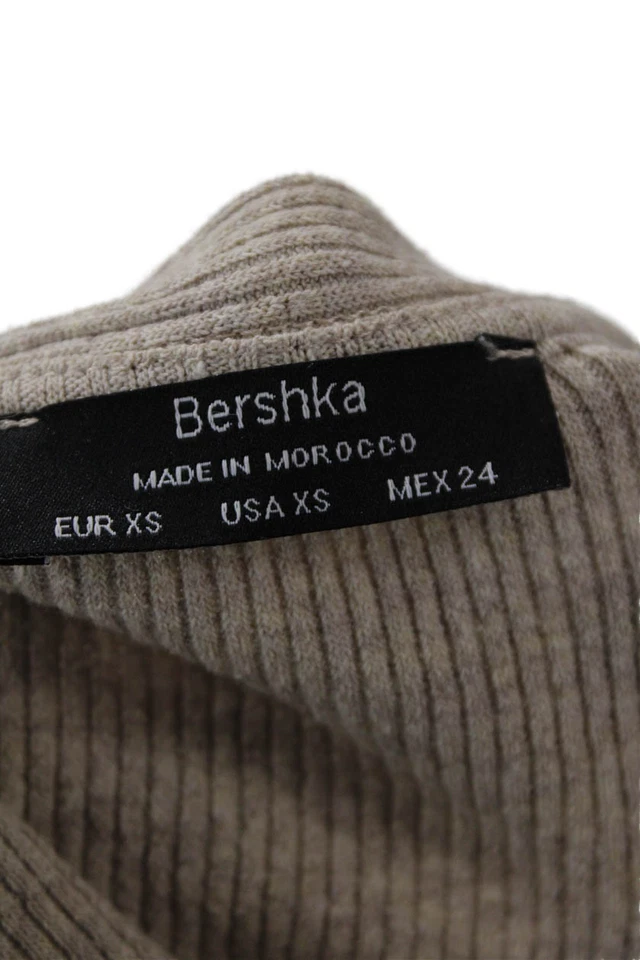 Bershka
MADE IN MOROCCO
EUR XS USA XS MEX 24